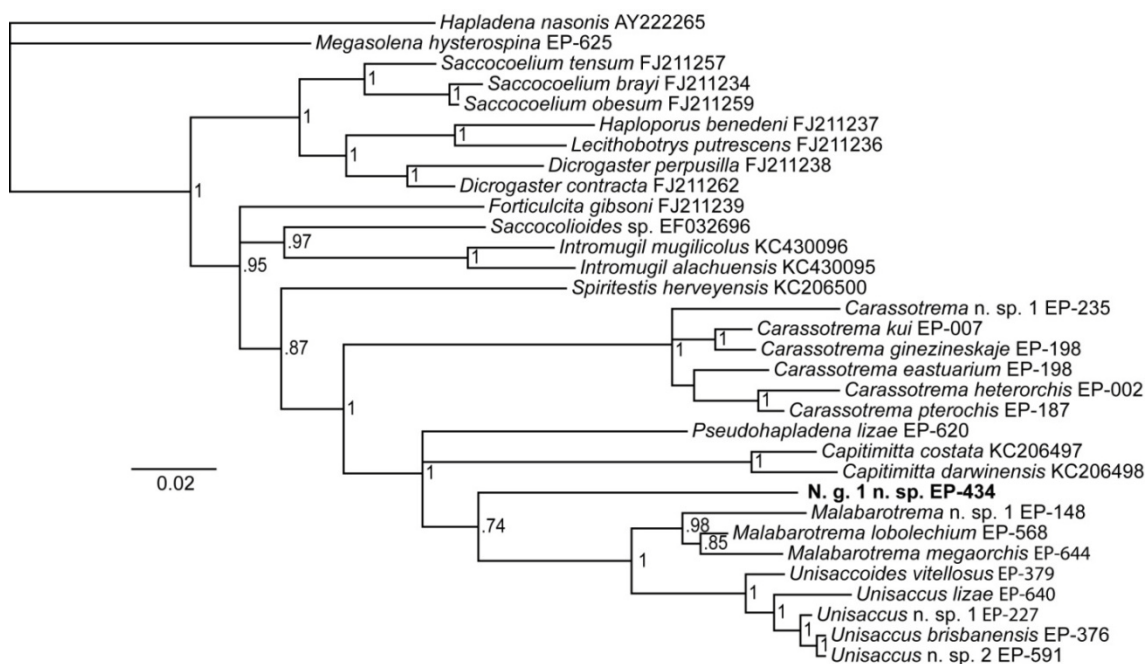 Hapladena nasonis AY222265
Megasolena hysterospina EP-625
Saccocoelium tensum FJ211257
1
Saccocoelium brayi FJ211234
1
Saccocoelium obesum FJ211259
1
Haploporus benedeni FJ211237
1
Lecithobotrys putrescens FJ211236
1
Dicrogaster perpusilla FJ211238
1
Dicrogaster contracta FJ211262
1
Forticulcita gibsoni FJ211239
Saccocolioides sp. EF032696
.97
Intromugil mugilicolus KC430096
1
.95
Intromugil alachuensis KC430095
Spiritestis herveyensis KC206500
Carassotrema n. sp. 1 EP-235
Carassotrema kui EP-007
1
1
.87
Carassotrema ginezineskaje EP-198
Carassotrema eastuarium EP-198
Carassotrema heterorchis EP-002
1
1
Carassotrema pterochis EP-187
Pseudohapladena lizae EP-620
Capitimitta costata KC206497
1
1
0.02
Capitimitta darwinensis KC206498
N. g. 1 n. sp. EP-434
Malabarotrema n. sp. 1 EP-148
.98
.74
Malabarotrema lobolechium EP-568
.85
Malabarotrema megaorchis EP-644
1
Unisaccoides vitellosus EP-379
1
Unisaccus lizae EP-640
1
Unisaccus n. sp. 1 EP-227
1
Unisaccus brisbanensis EP-376
1
Unisaccus n. sp. 2 EP-591